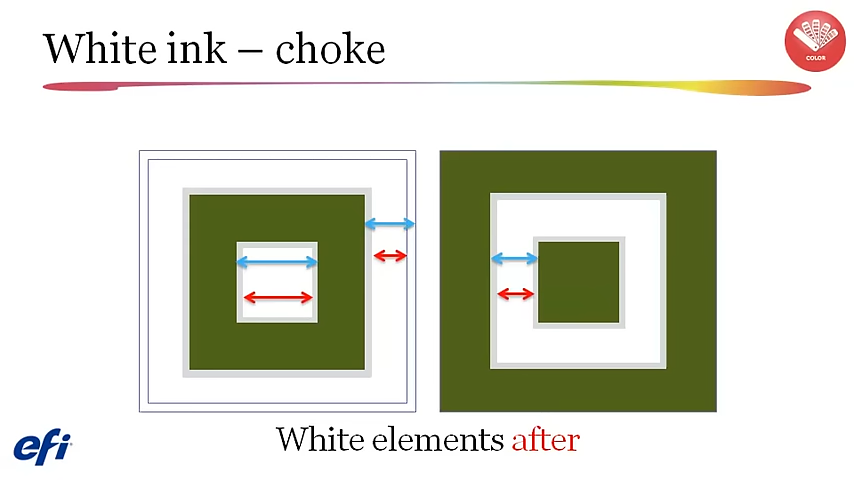 White ink – choke
COLOR
White elements after
efi